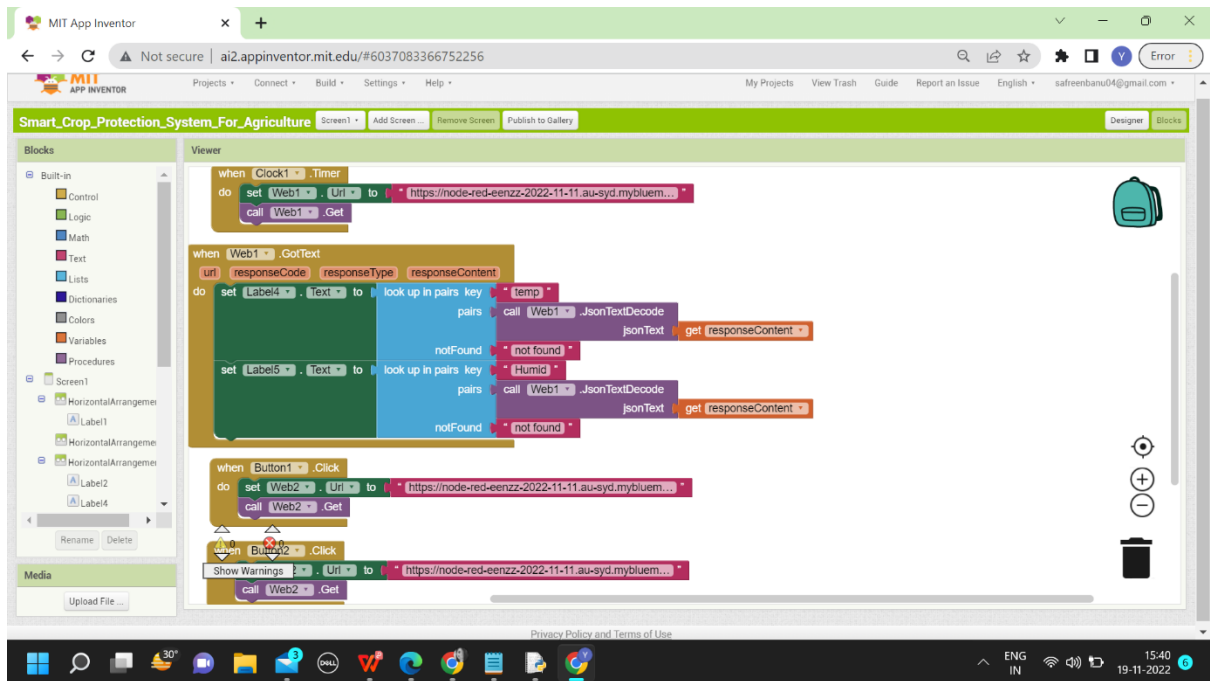 MIT App Inventor
Not secure | ai2.appinventor.mit.edu/#6037083366752256
Y
Error
MIT
APP INVENTOR
Projects
Connect
Build
Settings
Help
My Projects
View Trash
Guide
Report an Issue
English
safreenbanu04@gmail.com
Smart_Crop_Protection_System_For_Agriculture
Screen1
Add Screen ...
Remove Screen
Publish to Gallery
Designer
Blocks
Blocks
Viewer
Built-in
Control
Logic
Math
Text
Lists
Dictionaries
Colors
Variables
Procedures
Screen1
HorizontalArrangemer
Label1
HorizontalArrangemer
HorizontalArrangemer
Label2
Label4
Rename
Delete
Media
Upload File ...
when Clock1 .Timer
do set Web1 . Url to " https://node-red-eenzz-2022-11-11.au-syd.mybluem... "
call Web1 .Get
when Web1 .GotText
url responseCode responseType responseContent
do set Label4 . Text to look up in pairs key " temp "
pairs call Web1 .JsonTextDecode
jsonText get responseContent
notFound " not found "
set Label5 . Text to look up in pairs key " Humid "
pairs call Web1 .JsonTextDecode
jsonText get responseContent
notFound " not found "
when Button1 .Click
do set Web2 . Url to " https://node-red-eenzz-2022-11-11.au-syd.mybluem... "
call Web2 .Get
when Button2 .Click
. Url to " https://node-red-eenzz-2022-11-11.au-syd.mybluem... "
call Web2 .Get
0
0
Show Warnings
Privacy Policy and Terms of Use
30°
3
DELL
Y
ENG
IN
15:40
19-11-2022
6